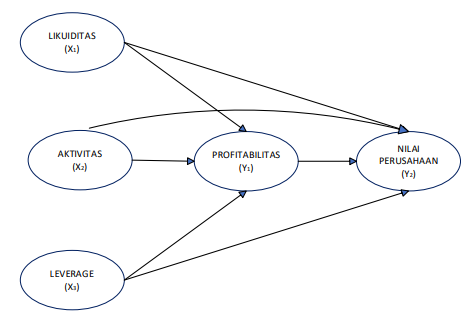 LIKUIDITAS
(X₁)
AKTIVITAS
(X₂)
PROFITABILITAS
(Y₁)
NILAI
PERUSAHAAN
(Y₂)
LEVERAGE
(X₃)